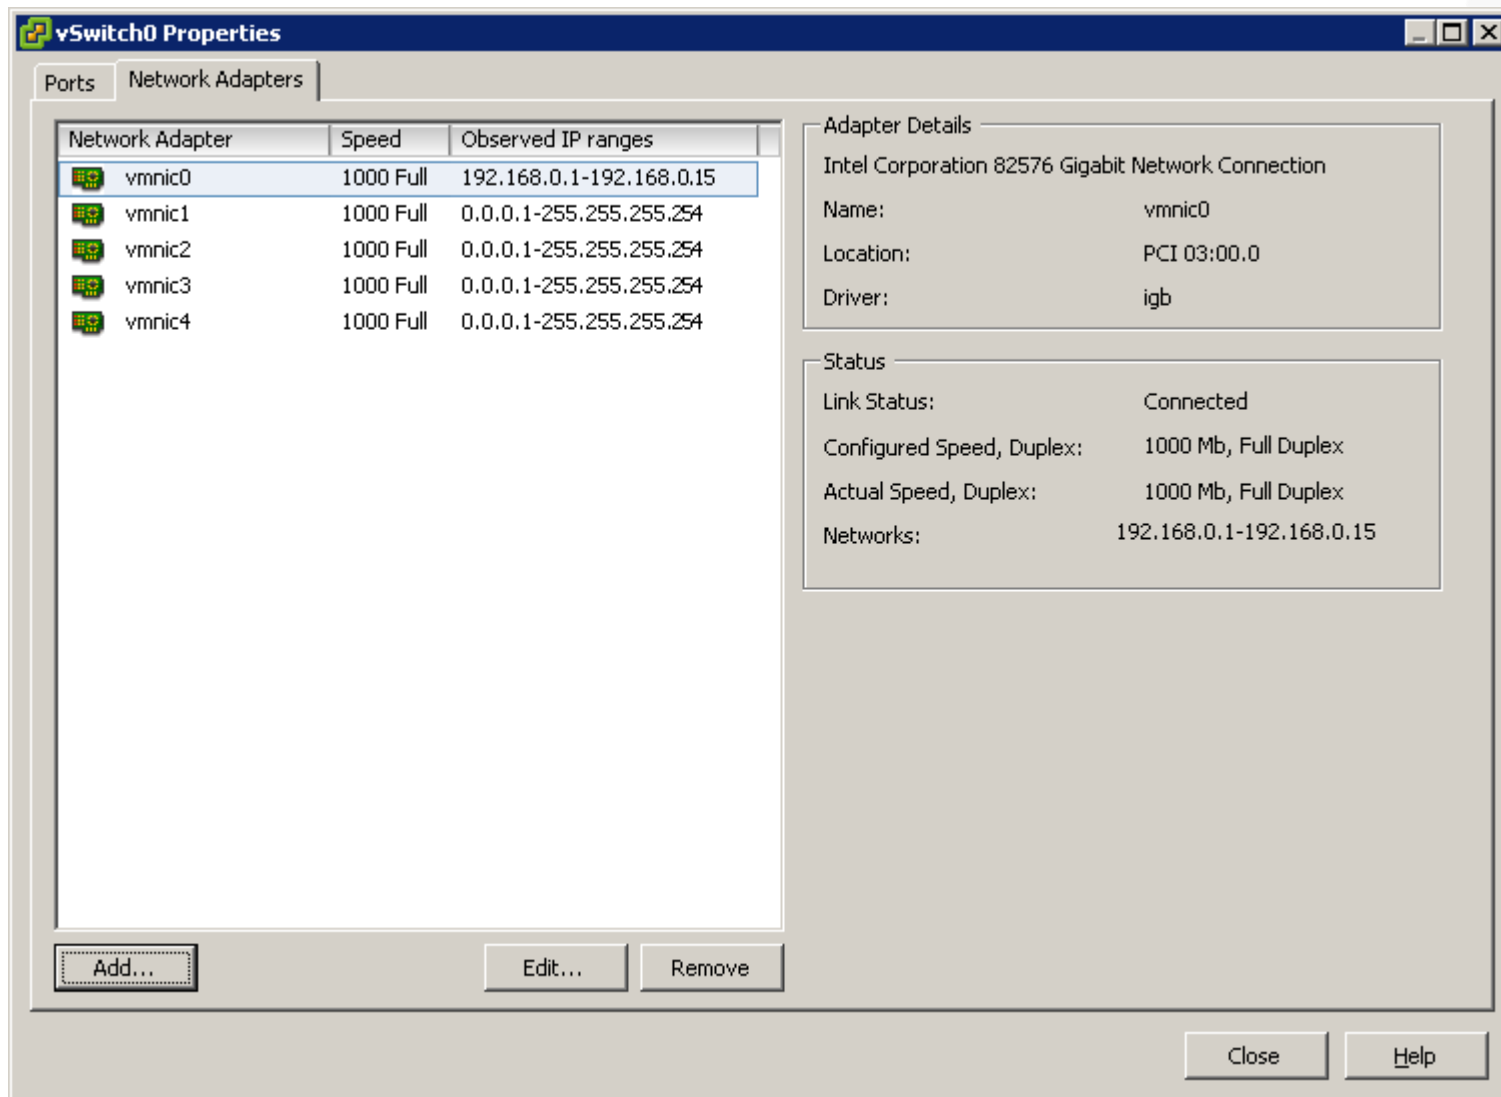 vSwitch0 Properties
Ports Network Adapters
Network Adapter Speed Observed IP ranges
vmnic0 1000 Full 192.168.0.1-192.168.0.15
vmnic1 1000 Full 0.0.0.1-255.255.255.254
vmnic2 1000 Full 0.0.0.1-255.255.255.254
vmnic3 1000 Full 0.0.0.1-255.255.255.254
vmnic4 1000 Full 0.0.0.1-255.255.255.254
Add... Edit... Remove
Adapter Details
Intel Corporation 82576 Gigabit Network Connection
Name: vmnic0
Location: PCI 03:00.0
Driver: igb
Status
Link Status: Connected
Configured Speed, Duplex: 1000 Mb, Full Duplex
Actual Speed, Duplex: 1000 Mb, Full Duplex
Networks: 192.168.0.1-192.168.0.15
Close Help